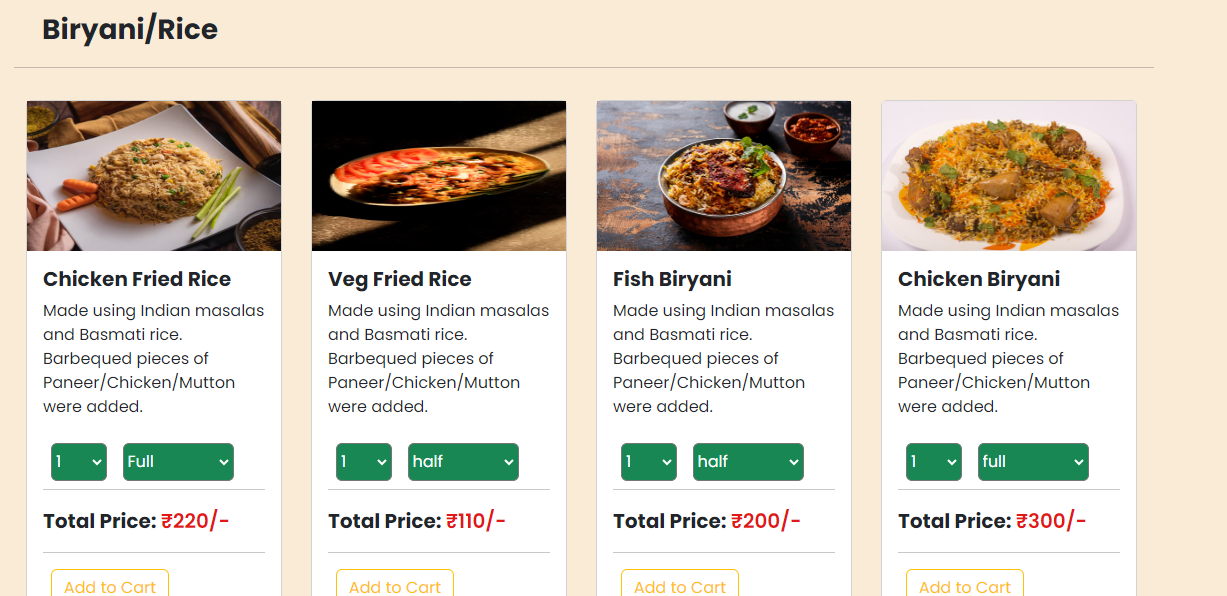 Biryani/Rice
Chicken Fried Rice
Made using Indian masalas
and Basmati rice.
Barbequed pieces of
Paneer/Chicken/Mutton
were added.
1 Full
Total Price: ₹220/-
Add to Cart
Veg Fried Rice
Made using Indian masalas
and Basmati rice.
Barbequed pieces of
Paneer/Chicken/Mutton
were added.
1 half
Total Price: ₹110/-
Add to Cart
Fish Biryani
Made using Indian masalas
and Basmati rice.
Barbequed pieces of
Paneer/Chicken/Mutton
were added.
1 half
Total Price: ₹200/-
Add to Cart
Chicken Biryani
Made using Indian masalas
and Basmati rice.
Barbequed pieces of
Paneer/Chicken/Mutton
were added.
1 full
Total Price: ₹300/-
Add to Cart